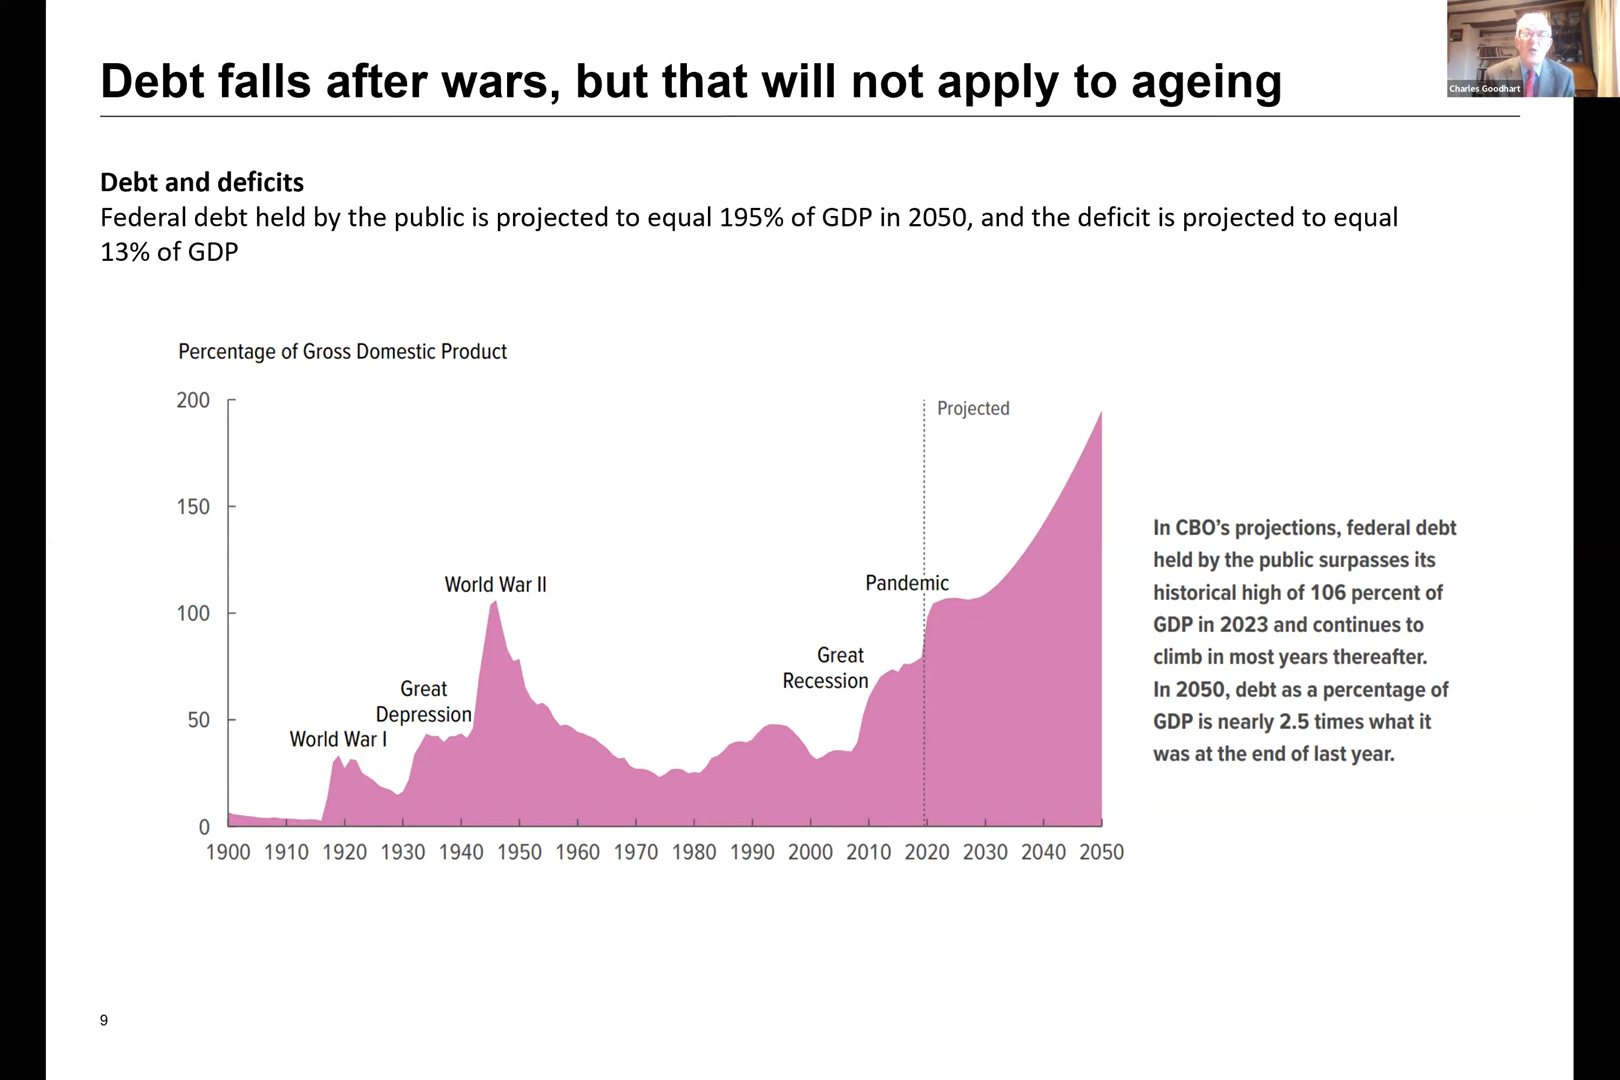 Debt falls after wars, but that will not apply to ageing
Charles Goodhart
Debt and deficits
Federal debt held by the public is projected to equal 195% of GDP in 2050, and the deficit is projected to equal
13% of GDP
Percentage of Gross Domestic Product
200
150
100
50
0
Projected
World War I
Great
Depression
World War II
Great
Recession
Pandemic
1900 1910 1920 1930 1940 1950 1960 1970 1980 1990 2000 2010 2020 2030 2040 2050
In CBO's projections, federal debt
held by the public surpasses its
historical high of 106 percent of
GDP in 2023 and continues to
climb in most years thereafter.
In 2050, debt as a percentage of
GDP is nearly 2.5 times what it
was at the end of last year.
9